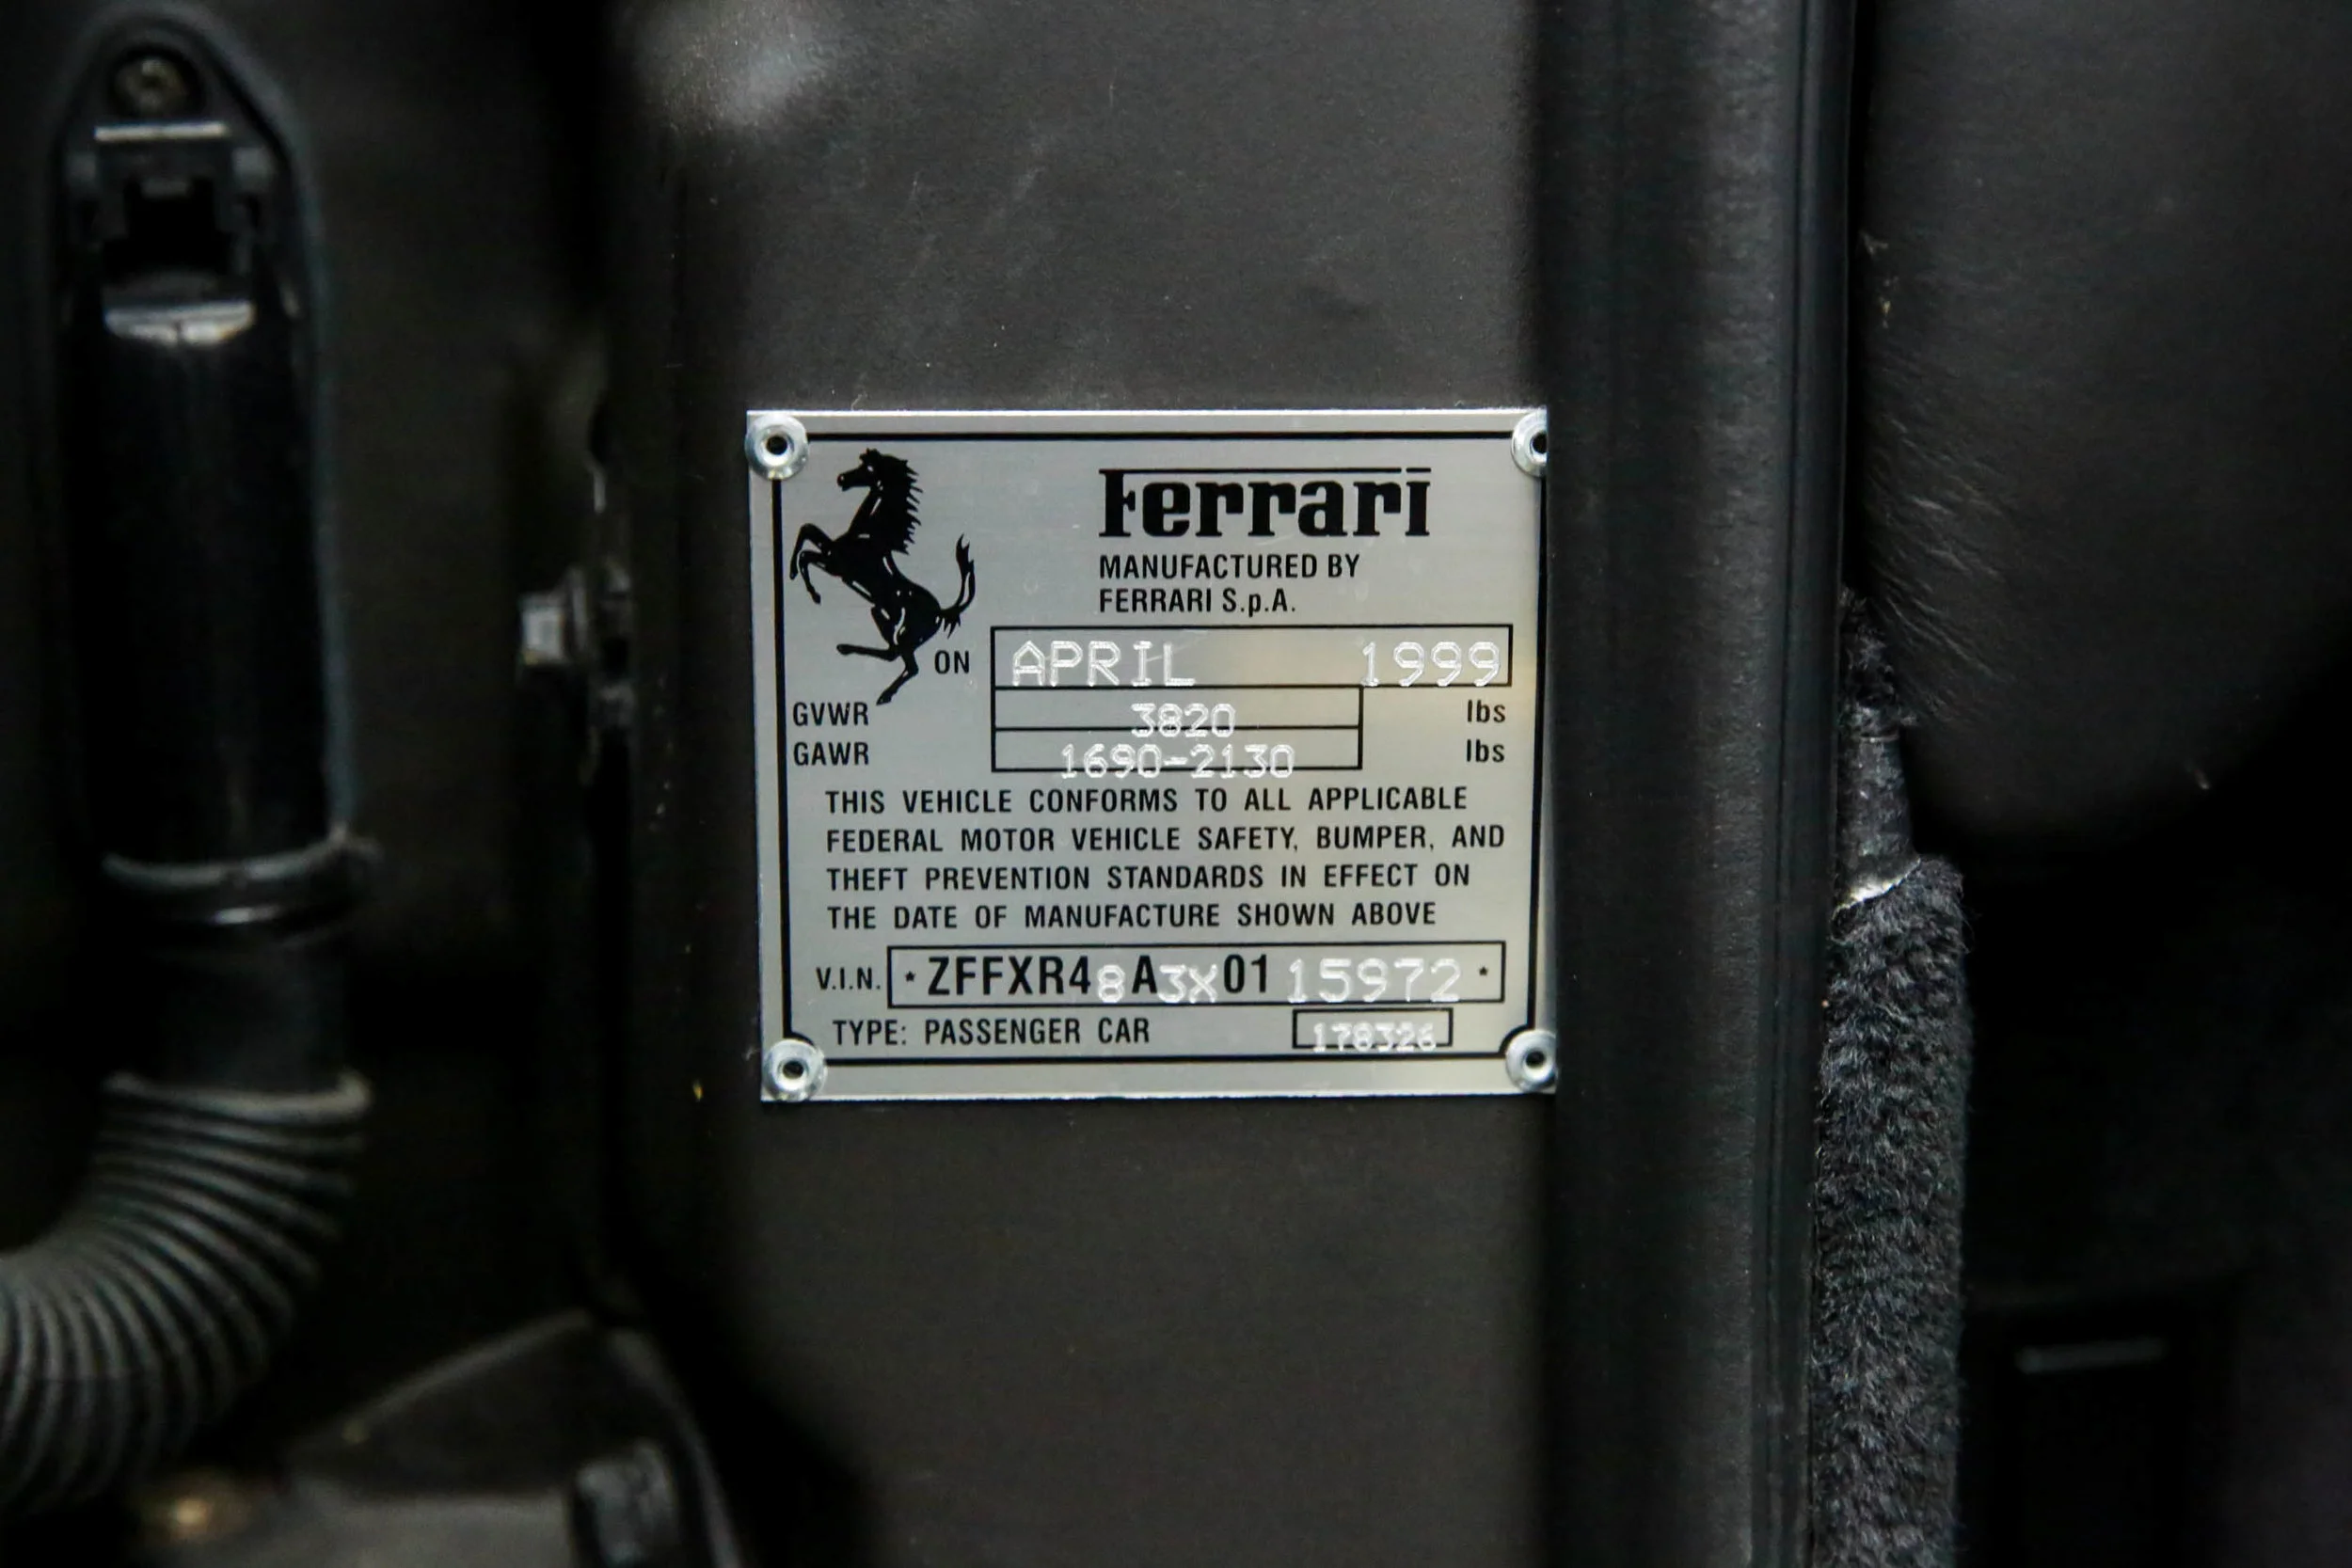 Ferrari
MANUFACTURED BY
FERRARI S.p.A.
ON APRIL 1999
GVWR 3820 lbs
GAWR 1690-2130 lbs
THIS VEHICLE CONFORMS TO ALL APPLICABLE
FEDERAL MOTOR VEHICLE SAFETY, BUMPER, AND
THEFT PREVENTION STANDARDS IN EFFECT ON
THE DATE OF MANUFACTURE SHOWN ABOVE
V.I.N. * ZFFXR48A3X0115972 *
TYPE: PASSENGER CAR 178326